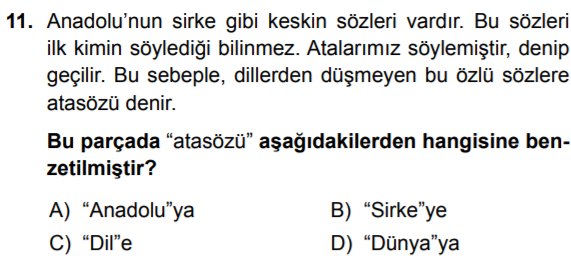 11. Anadolu’nun sirke gibi keskin sözleri vardır. Bu sözleri
ilk kimin söylediği bilinmez. Atalarımız söylemiştir, denip
geçilir. Bu sebeple, dillerden düşmeyen bu özlü sözlere
atasözü denir.
Bu parçada “atasözü” aşağıdakilerden hangisine ben-
zetilmiştir?
A) “Anadolu”ya B) “Sirke”ye
C) “Dil”e D) “Dünya”ya